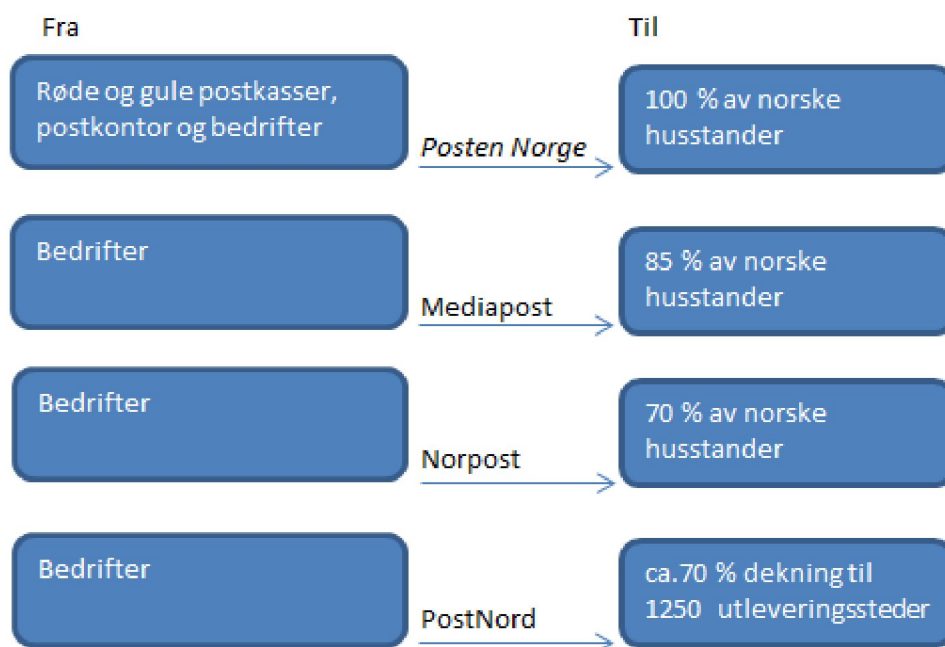 Fra
Til
Røde og gule postkasser,
postkontor og bedrifter
Posten Norge
100 % av norske
husstander
Bedrifter
Mediapost
85 % av norske
husstander
Bedrifter
Norpost
70 % av norske
husstander
Bedrifter
PostNord
ca.70 % dekning til
1250 utleveringssteder